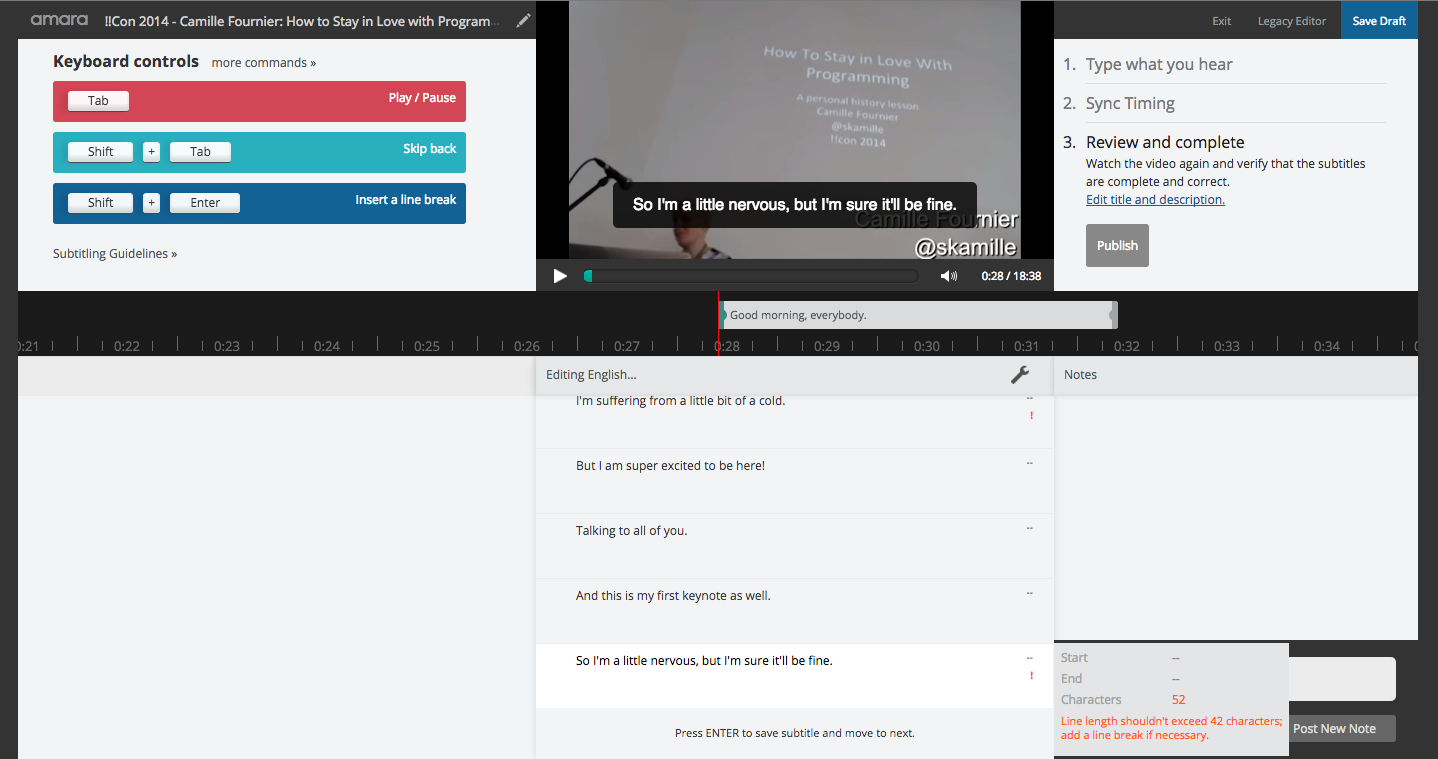 amara
!!Con 2014 - Camille Fournier: How to Stay in Love with Program...
Exit
Legacy Editor
Save Draft
Keyboard controls more commands »
Tab
Play / Pause
Shift + Tab
Skip back
Shift + Enter
Insert a line break
Subtitling Guidelines »
How To Stay in Love With
Programming
A personal history lesson
Camille Fournier
@skamille
!!con 2014
So I'm a little nervous, but I'm sure it'll be fine.
Camille Fournier
@skamille
0:28 / 18:38
1. Type what you hear
2. Sync Timing
3. Review and complete
Watch the video again and verify that the subtitles
are complete and correct.
Edit title and description.
Publish
Good morning, everybody.
0:21 0:22 0:23 0:24 0:25 0:26 0:27 0:28 0:29 0:30 0:31 0:32 0:33 0:34
Editing English...
Notes
I'm suffering from a little bit of a cold. --
!
But I am super excited to be here! --
Talking to all of you. --
And this is my first keynote as well. --
So I'm a little nervous, but I'm sure it'll be fine. --
!
Press ENTER to save subtitle and move to next.
Start --
End --
Characters 52
Line length shouldn't exceed 42 characters;
add a line break if necessary.
Post New Note